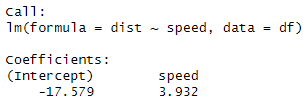 Call:
lm(formula = dist ~ speed, data = df)
Coefficients:
(Intercept) speed
-17.579 3.932